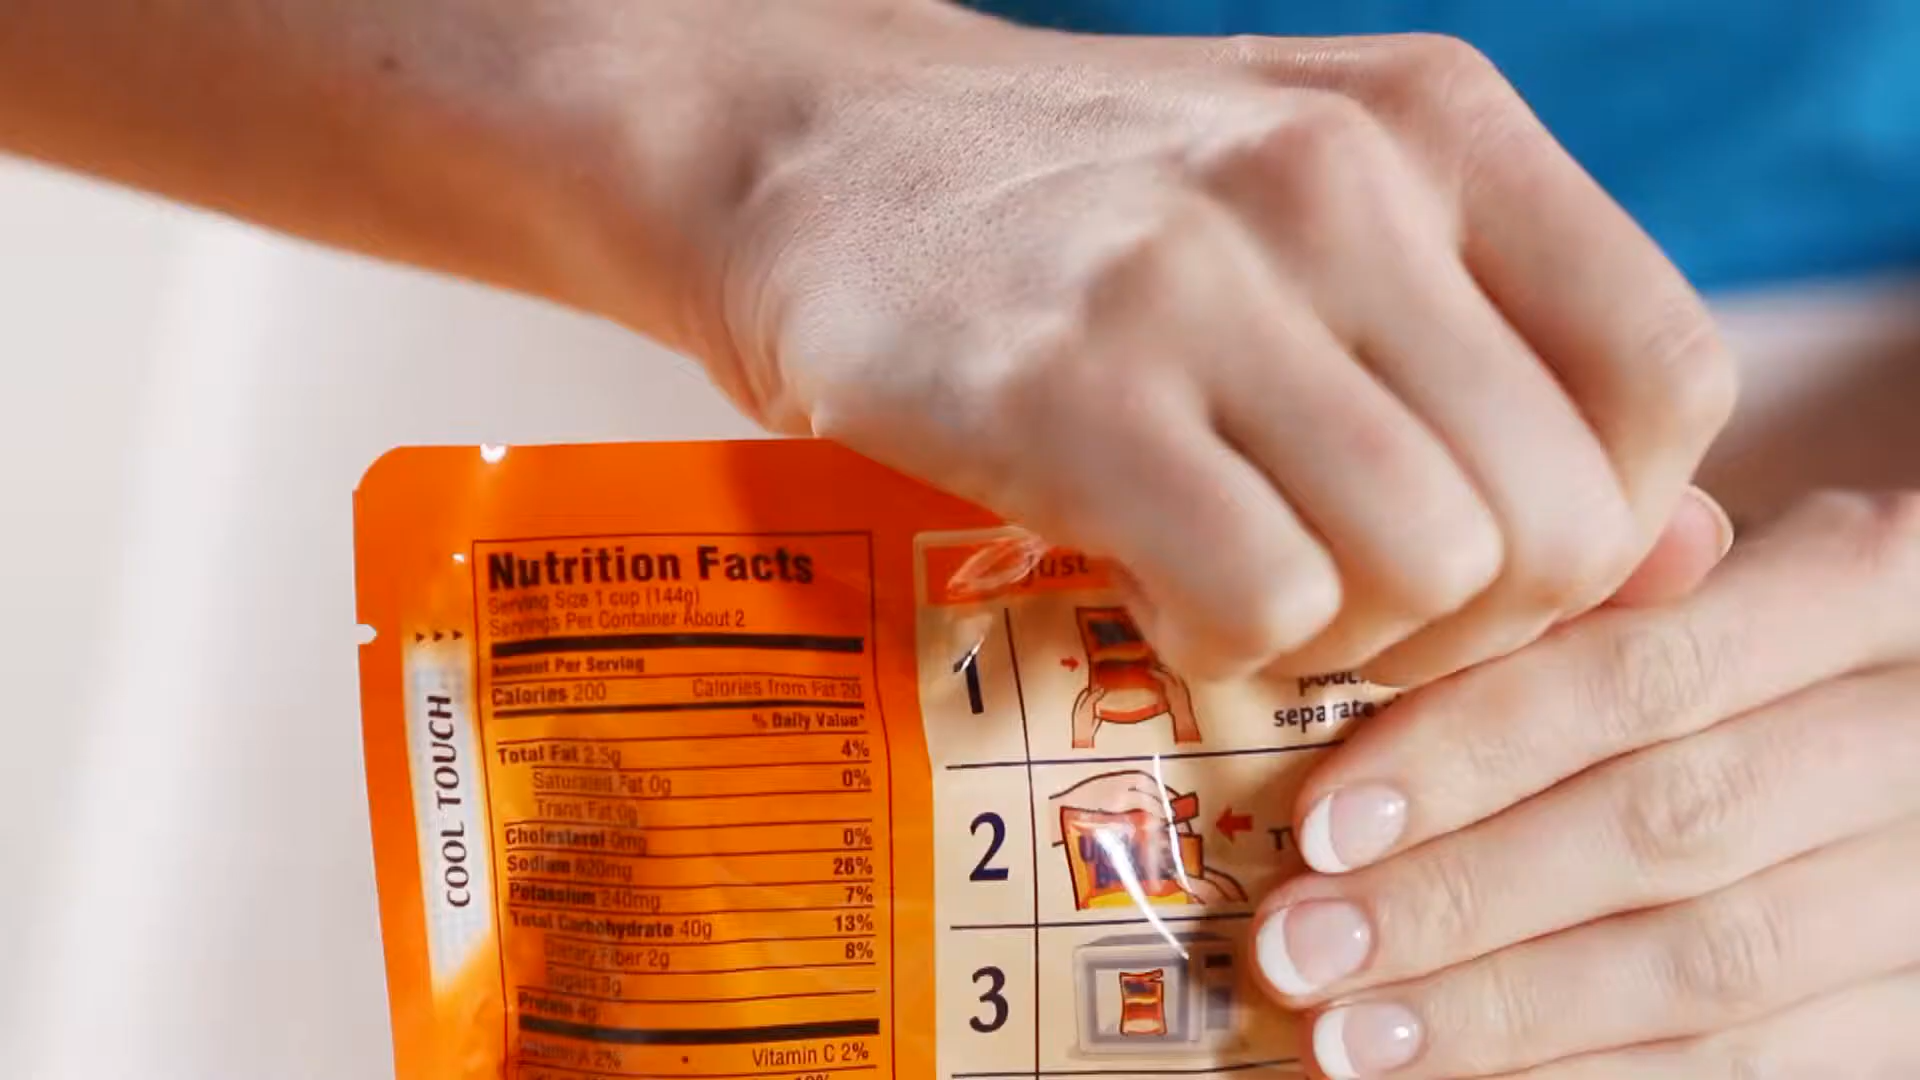 Nutrition Facts
Serving Size 1 cup (144g)
Servings Per Container About 2
Amount Per Serving
Calories 200 Calories from Fat 20
% Daily Value*
Total Fat 2.5g 4%
Saturated Fat 0g 0%
Trans Fat 0g
Cholesterol 0mg 0%
Sodium 620mg 26%
Potassium 240mg 7%
Total Carbohydrate 40g 13%
Dietary Fiber 2g 8%
Sugars 3g
Protein 4g
Vitamin A 2% • Vitamin C 2%
10%
COOL TOUCH
Just
1
separate
2
3